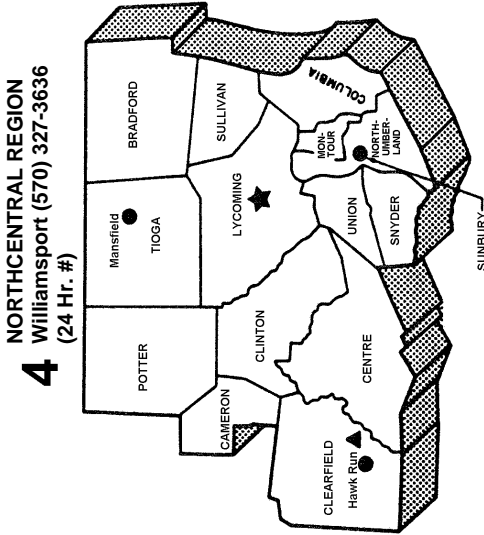 4
NORTHCENTRAL REGION
Williamsport (570) 327-3636
(24 Hr. #)
BRADFORD
SULLIVAN
COLUMBIA
Mansfield
TIOGA
LYCOMING
MON-
TOUR
NORTH-
UMBER-
LAND
UNION
SNYDER
SUNBURY
POTTER
CLINTON
CAMERON
CENTRE
CLEARFIELD
Hawk Run